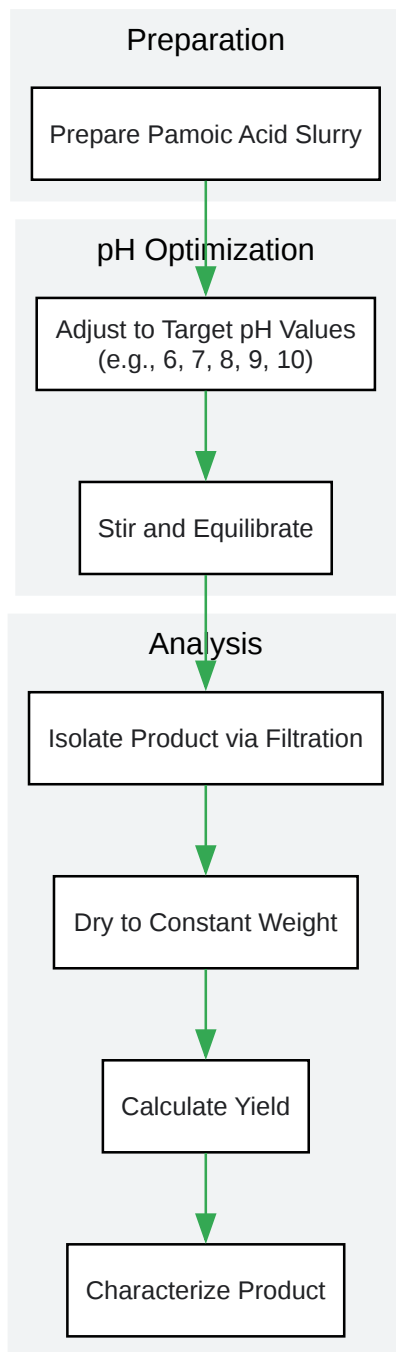 Preparation
Prepare Pamoic Acid Slurry
pH Optimization
Adjust to Target pH Values
(e.g., 6, 7, 8, 9, 10)
Stir and Equilibrate
Analysis
Isolate Product via Filtration
Dry to Constant Weight
Calculate Yield
Characterize Product